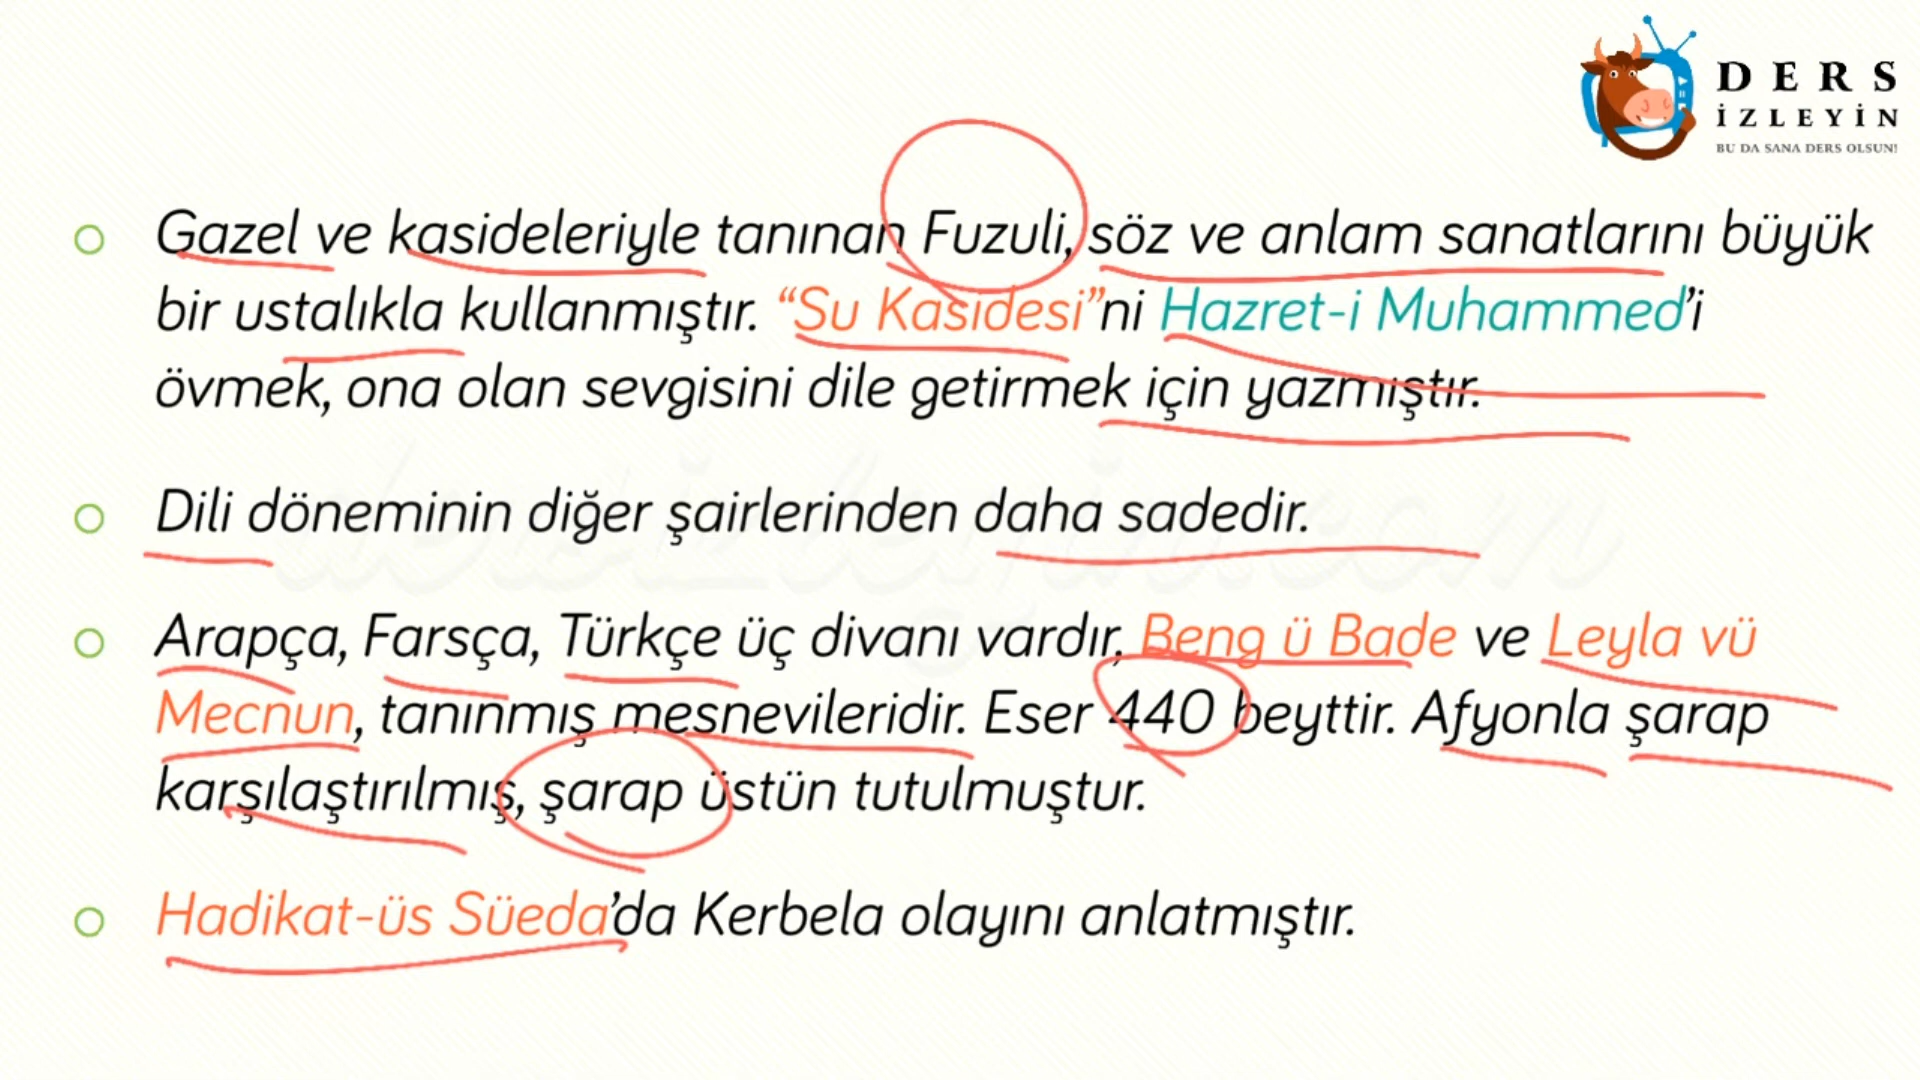 DERS
İZLEYİN
BU DA SANA DERS OLSUN!
Gazel ve kasideleriyle tanınan Fuzuli, söz ve anlam sanatlarını büyük
bir ustalıkla kullanmıştır. “Su Kasidesi”ni Hazret-i Muhammed’i
övmek, ona olan sevgisini dile getirmek için yazmıştır.
Dili döneminin diğer şairlerinden daha sadedir.
Arapça, Farsça, Türkçe üç divanı vardır, Beng ü Bade ve Leyla vü
Mecnun, tanınmış mesnevileridir. Eser 440 beyttir. Afyonla şarap
karşılaştırılmış, şarap üstün tutulmuştur.
Hadikat-üs Süeda’da Kerbela olayını anlatmıştır.